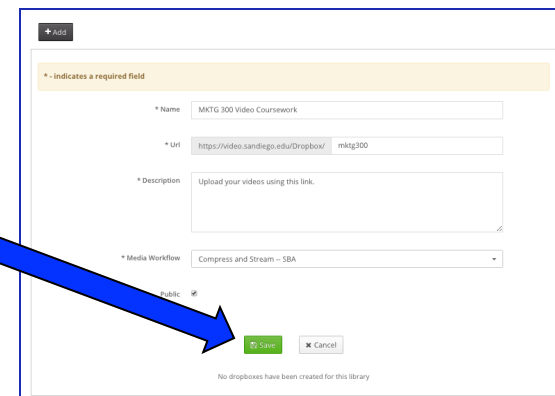 + Add
* - indicates a required field
* Name MKTG 300 Video Coursework
* Url https://video.sandiego.edu/Dropbox/ mktg300
* Description Upload your videos using this link.
* Media Workflow Compress and Stream -- SBA
Public
Save Cancel
No dropboxes have been created for this library